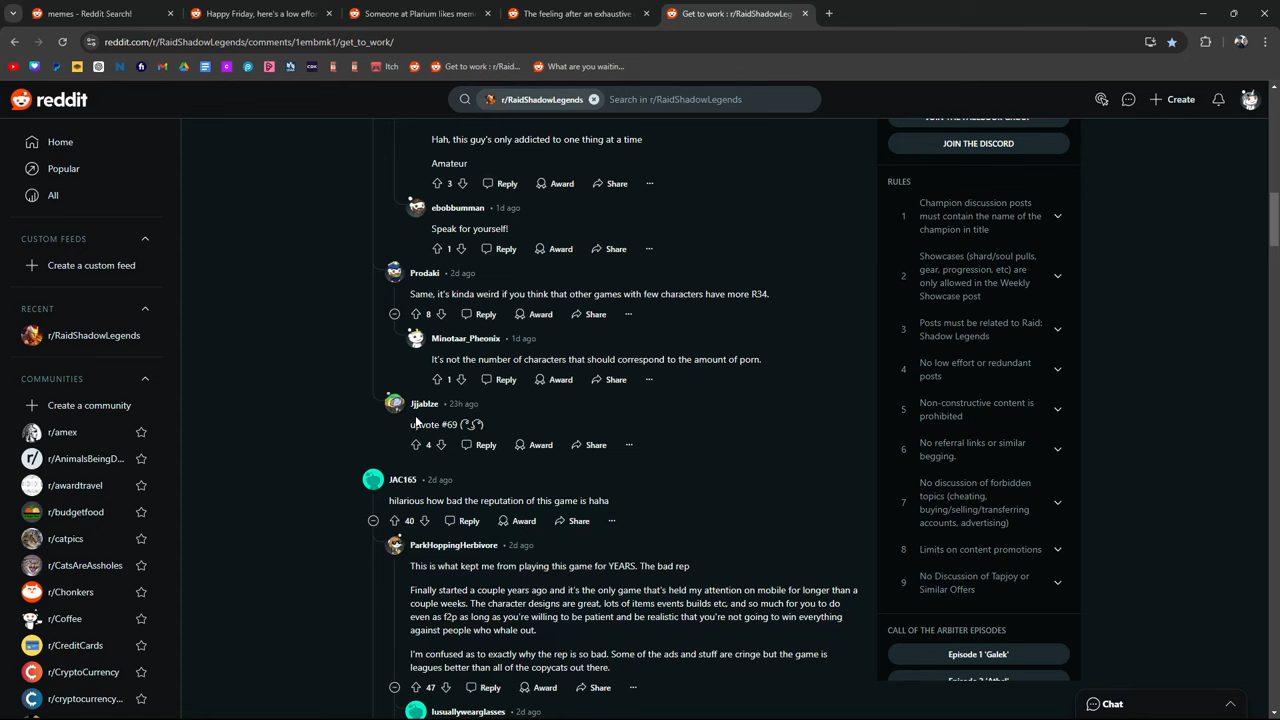 memes - Reddit Search!
Happy Friday, here's a low effor
Someone at Plarium likes mem
The feeling after an exhaustive
Get to work : r/RaidShadowLeg
reddit.com/r/RaidShadowLegends/comments/1embmk1/get_to_work/
Itch
Get to work : r/Raid...
What are you waitin...
reddit
r/RaidShadowLegends
Search in r/RaidShadowLegends
Create
Home
Popular
All
CUSTOM FEEDS
Create a custom feed
RECENT
r/RaidShadowLegends
COMMUNITIES
Create a community
r/amex
r/AnimalsBeingD...
r/awardtravel
r/budgetfood
r/catpics
r/CatsAreAssholes
r/Chonkers
r/Coffee
r/CreditCards
r/CryptoCurrency
r/cryptocurrency...
Hah, this guy's only addicted to one thing at a time
Amateur
3 Reply Award Share ...
ebobbumman • 1d ago
Speak for yourself!
1 Reply Award Share ...
Prodaki • 2d ago
Same, it's kinda weird if you think that other games with few characters have more R34.
8 Reply Award Share ...
Minotaar_Pheonix • 1d ago
It's not the number of characters that should correspond to the amount of porn.
1 Reply Award Share ...
Jjablze • 23h ago
upvote #69 ( ͡° ͜ʖ ͡°)
4 Reply Award Share ...
JAC165 • 2d ago
hilarious how bad the reputation of this game is haha
40 Reply Award Share ...
ParkHoppingHerbivore • 2d ago
This is what kept me from playing this game for YEARS. The bad rep
Finally started a couple years ago and it's the only game that's held my attention on mobile for longer than a
couple weeks. The character designs are great, lots of items events builds etc, and so much for you to do
even as f2p as long as you're willing to be patient and be realistic that you're not going to win everything
against people who whale out.
I'm confused as to exactly why the rep is so bad. Some of the ads and stuff are cringe but the game is
leagues better than all of the copycats out there.
47 Reply Award Share ...
Iusuallywearglasses • 2d ago
JOIN THE FACEBOOK GROUP
JOIN THE DISCORD
RULES
1 Champion discussion posts
must contain the name of the
champion in title
2 Showcases (shard/soul pulls,
gear, progression, etc) are
only allowed in the Weekly
Showcase post
3 Posts must be related to Raid:
Shadow Legends
4 No low effort or redundant
posts
5 Non-constructive content is
prohibited
6 No referral links or similar
begging.
7 No discussion of forbidden
topics (cheating,
buying/selling/transferring
accounts, advertising)
8 Limits on content promotions
9 No Discussion of Tapjoy or
Similar Offers
CALL OF THE ARBITER EPISODES
Episode 1 'Galek'
Episode 2 'Athel'
Chat